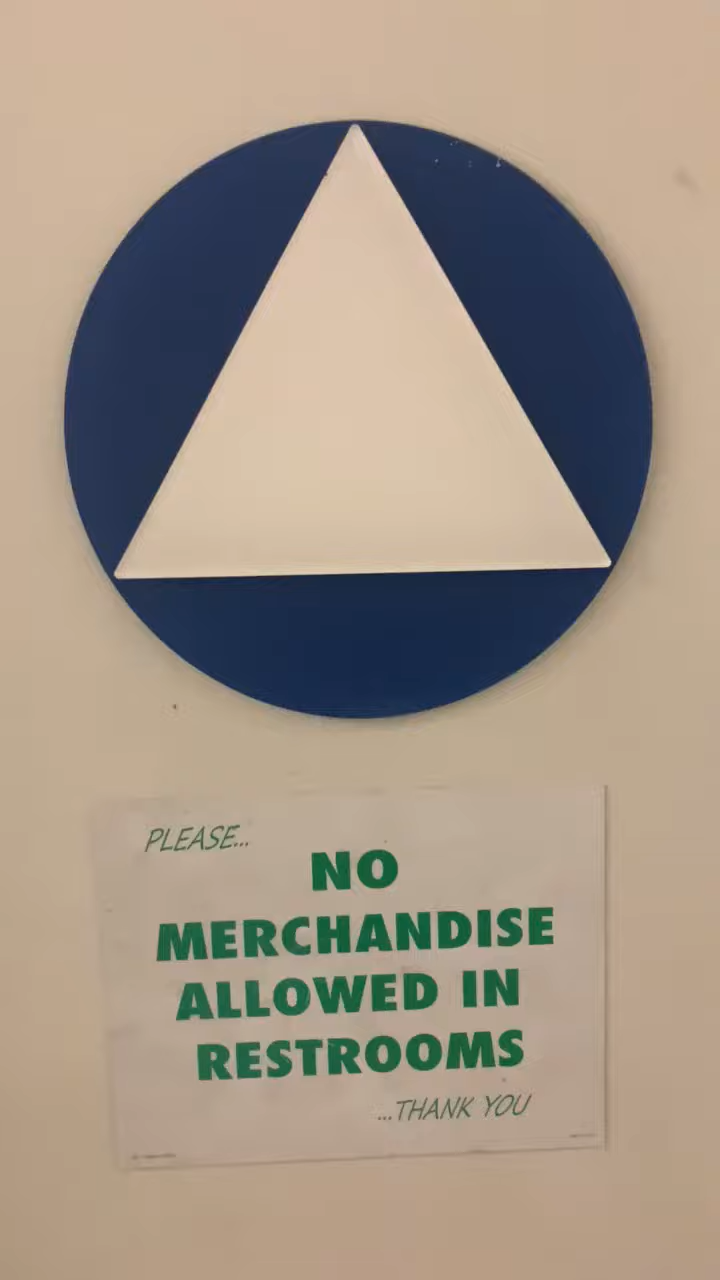 PLEASE...
NO
MERCHANDISE
ALLOWED IN
RESTROOMS
...THANK YOU